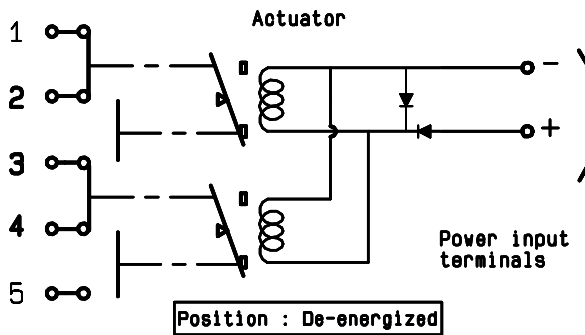 Actuator
1
2
3
4
5
-
+
Power input
terminals
Position : De-energized